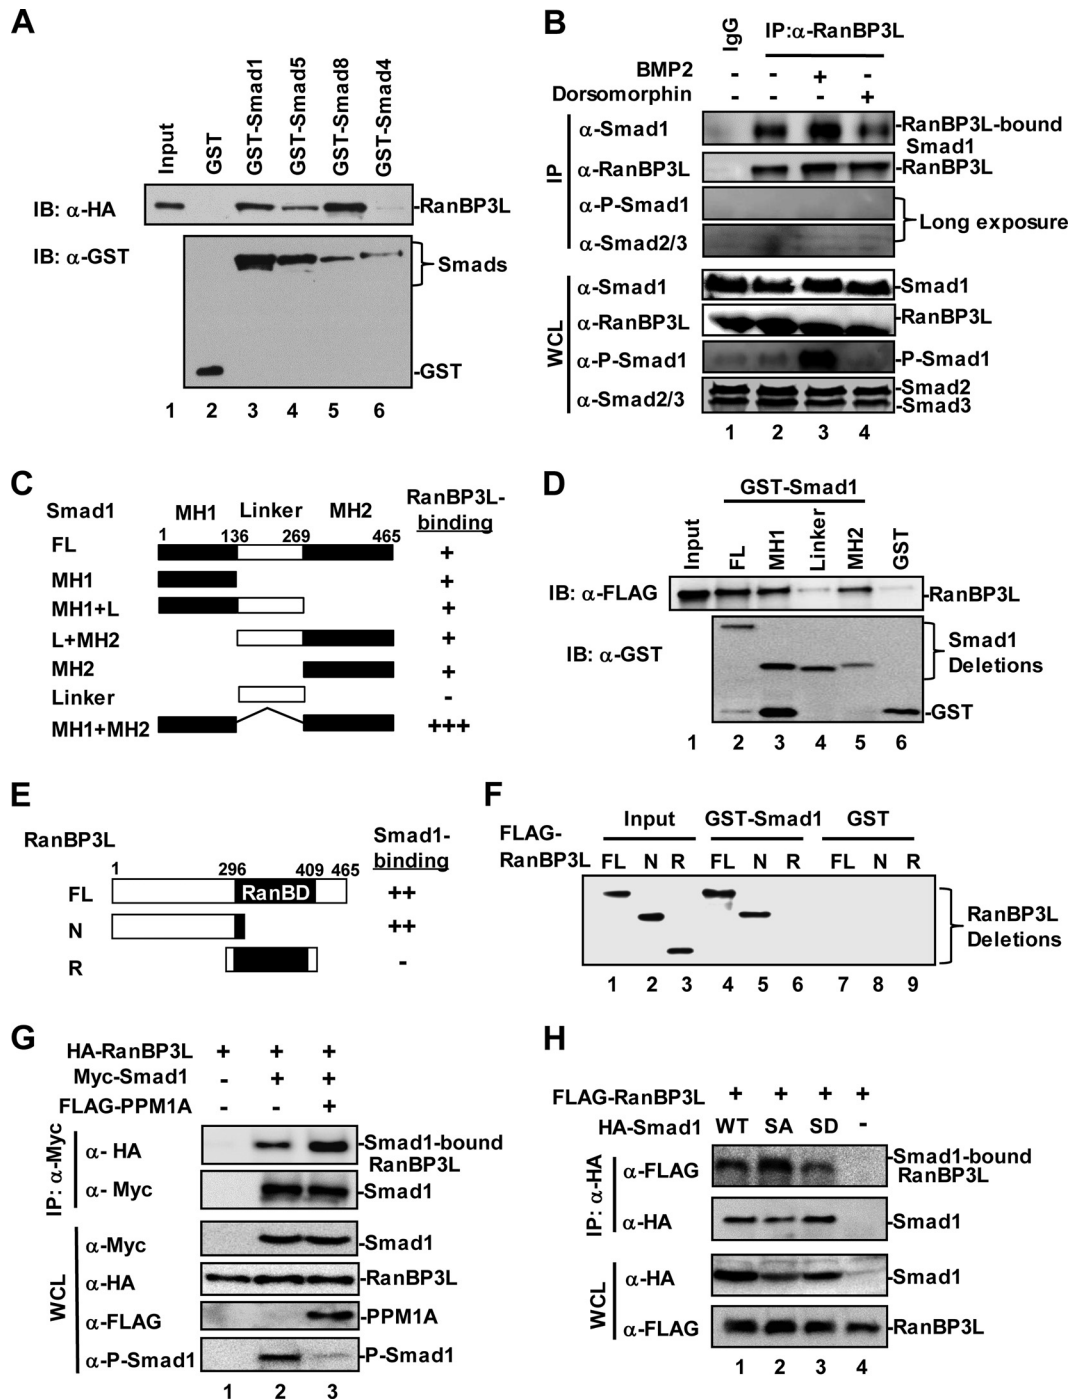 A
Input
GST
GST-Smad1
GST-Smad5
GST-Smad8
GST-Smad4
IB: α-HA
-RanBP3L
IB: α-GST
Smads
-GST
1 2 3 4 5 6
B
IgG
IP:α-RanBP3L
BMP2 - - + -
Dorsomorphin - - - +
IP
α-Smad1
-RanBP3L-bound
Smad1
α-RanBP3L
-RanBP3L
α-P-Smad1
α-Smad2/3
Long exposure
WCL
α-Smad1
-Smad1
α-RanBP3L
-RanBP3L
α-P-Smad1
-P-Smad1
α-Smad2/3
-Smad2
-Smad3
1 2 3 4
C
Smad1
MH1 Linker MH2
RanBP3L-
binding
1 136 269 465
FL +
MH1 +
MH1+L +
L+MH2 +
MH2 +
Linker -
MH1+MH2 +++
D
GST-Smad1
Input
FL
MH1
Linker
MH2
GST
IB: α-FLAG
-RanBP3L
IB: α-GST
Smad1
Deletions
-GST
1 2 3 4 5 6
E
RanBP3L
Smad1-
binding
1 296 409 465
FL RanBD ++
N ++
R -
F
FLAG-
RanBP3L
Input GST-Smad1 GST
FL N R FL N R FL N R
RanBP3L
Deletions
1 2 3 4 5 6 7 8 9
G
HA-RanBP3L + + +
Myc-Smad1 - + +
FLAG-PPM1A - - +
IP: α-Myc
α- HA
-Smad1-bound
RanBP3L
α- Myc
-Smad1
WCL
α-Myc
-Smad1
α-HA
-RanBP3L
α-FLAG
-PPM1A
α-P-Smad1
-P-Smad1
1 2 3
H
FLAG-RanBP3L + + + +
HA-Smad1 WT SA SD -
IP: α-HA
α-FLAG
-Smad1-bound
RanBP3L
α-HA
-Smad1
WCL
α-HA
-Smad1
α-FLAG
-RanBP3L
1 2 3 4